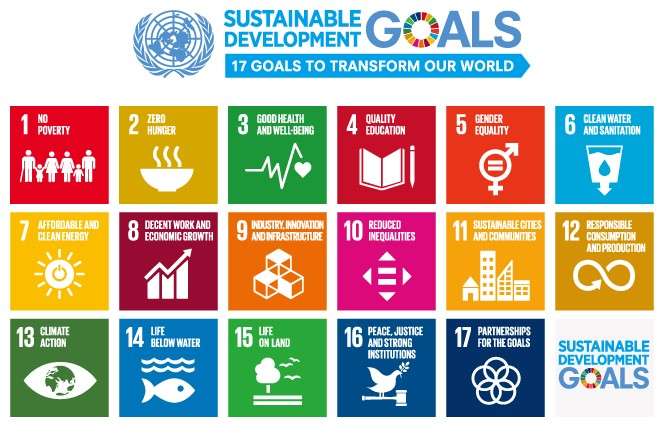 SUSTAINABLE
DEVELOPMENT
GOALS
17 GOALS TO TRANSFORM OUR WORLD
1 NO
POVERTY
2 ZERO
HUNGER
3 GOOD HEALTH
AND WELL-BEING
4 QUALITY
EDUCATION
5 GENDER
EQUALITY
6 CLEAN WATER
AND SANITATION
7 AFFORDABLE AND
CLEAN ENERGY
8 DECENT WORK AND
ECONOMIC GROWTH
9 INDUSTRY, INNOVATION
AND INFRASTRUCTURE
10 REDUCED
INEQUALITIES
11 SUSTAINABLE CITIES
AND COMMUNITIES
12 RESPONSIBLE
CONSUMPTION
AND PRODUCTION
13 CLIMATE
ACTION
14 LIFE
BELOW WATER
15 LIFE
ON LAND
16 PEACE, JUSTICE
AND STRONG
INSTITUTIONS
17 PARTNERSHIPS
FOR THE GOALS
SUSTAINABLE
DEVELOPMENT
GOALS